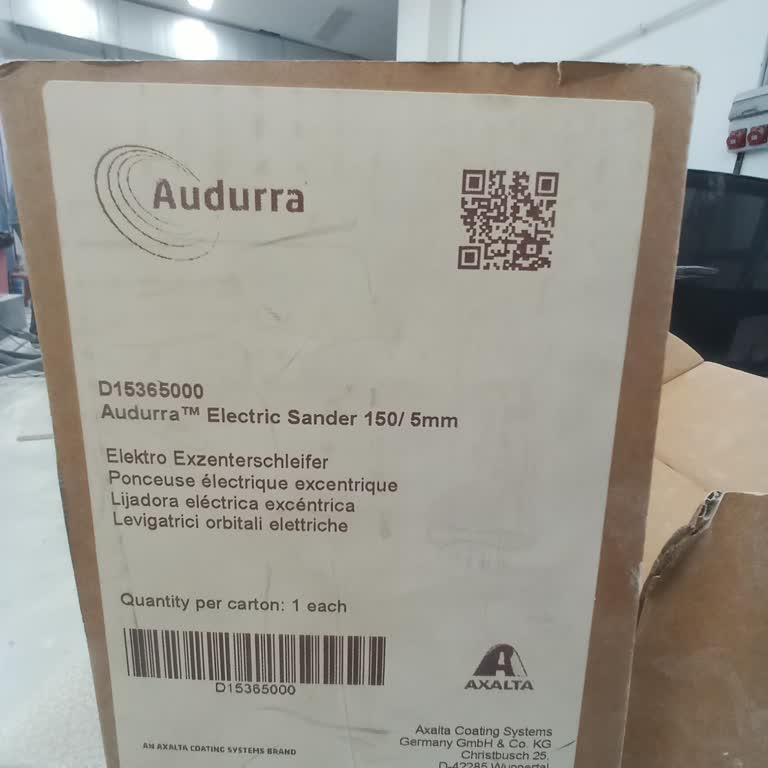 Audurra
D15365000
Audurra™ Electric Sander 150/ 5mm
Elektro Exzenterschleifer
Ponceuse électrique excentrique
Lijadora eléctrica excéntrica
Levigatrici orbitali elettriche
Quantity per carton: 1 each
D15365000
AXALTA
AN AXALTA COATING SYSTEMS BRAND
Axalta Coating Systems
Germany GmbH & Co. KG
Christbusch 25,
D-42285 Wuppertal